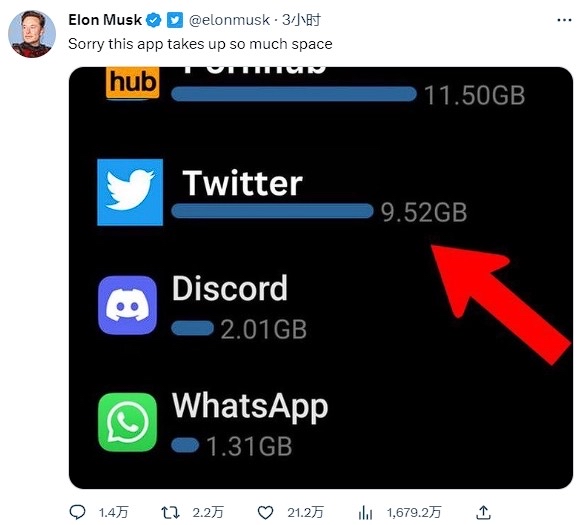 Elon Musk @elonmusk · 3小时
Sorry this app takes up so much space
hub Pornhub
11.50GB
Twitter
9.52GB
Discord
2.01GB
WhatsApp
1.31GB
1.4万 2.2万 21.2万 1,679.2万